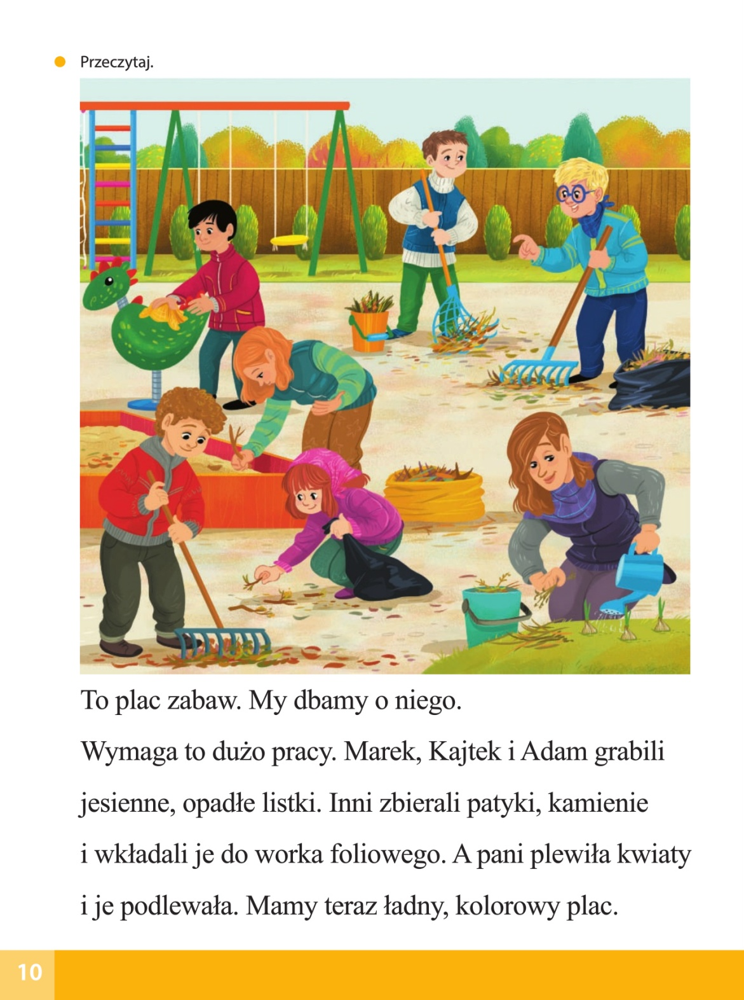 Przeczytaj.
To plac zabaw. My dbamy o niego.
Wymaga to dużo pracy. Marek, Kajtek i Adam grabili
jesienne, opadłe listki. Inni zbierali patyki, kamienie
i wkładali je do worka foliowego. A pani plewiła kwiaty
i je podlewała. Mamy teraz ładny, kolorowy plac.
10